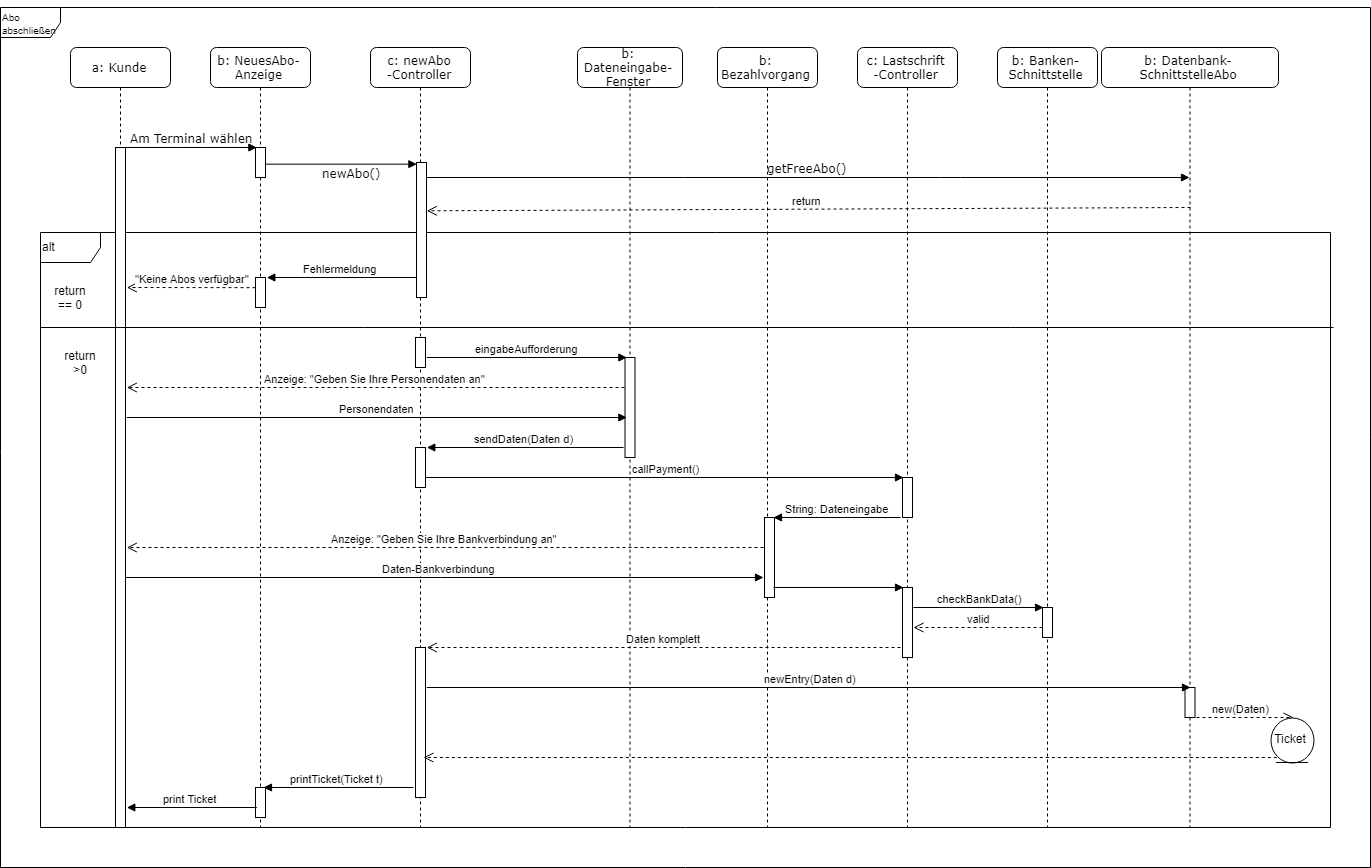 Abo
abschließen
a: Kunde
b: NeuesAbo-
Anzeige
c: newAbo
-Controller
b:
Dateneingabe-
Fenster
b:
Bezahlvorgang
c: Lastschrift
-Controller
b: Banken-
Schnittstelle
b: Datenbank-
SchnittstelleAbo
Am Terminal wählen
newAbo()
getFreeAbo()
return
alt
Fehlermeldung
"Keine Abos verfügbar"
return
== 0
return
>0
eingabeAufforderung
Anzeige: "Geben Sie Ihre Personendaten an"
Personendaten
sendDaten(Daten d)
callPayment()
String: Dateneingabe
Anzeige: "Geben Sie Ihre Bankverbindung an"
Daten-Bankverbindung
checkBankData()
valid
Daten komplett
newEntry(Daten d)
new(Daten)
Ticket
printTicket(Ticket t)
print Ticket